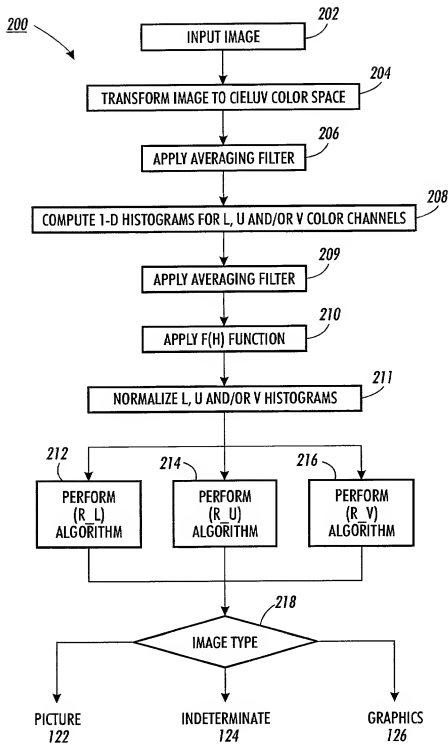 200
202
INPUT IMAGE
204
TRANSFORM IMAGE TO CIELUV COLOR SPACE
206
APPLY AVERAGING FILTER
208
COMPUTE 1-D HISTOGRAMS FOR L, U AND/OR V COLOR CHANNELS
209
APPLY AVERAGING FILTER
210
APPLY F(H) FUNCTION
211
NORMALIZE L, U AND/OR V HISTOGRAMS
212
PERFORM
(R_L)
ALGORITHM
214
PERFORM
(R_U)
ALGORITHM
216
PERFORM
(R_V)
ALGORITHM
218
IMAGE TYPE
PICTURE
122
INDETERMINATE
124
GRAPHICS
126